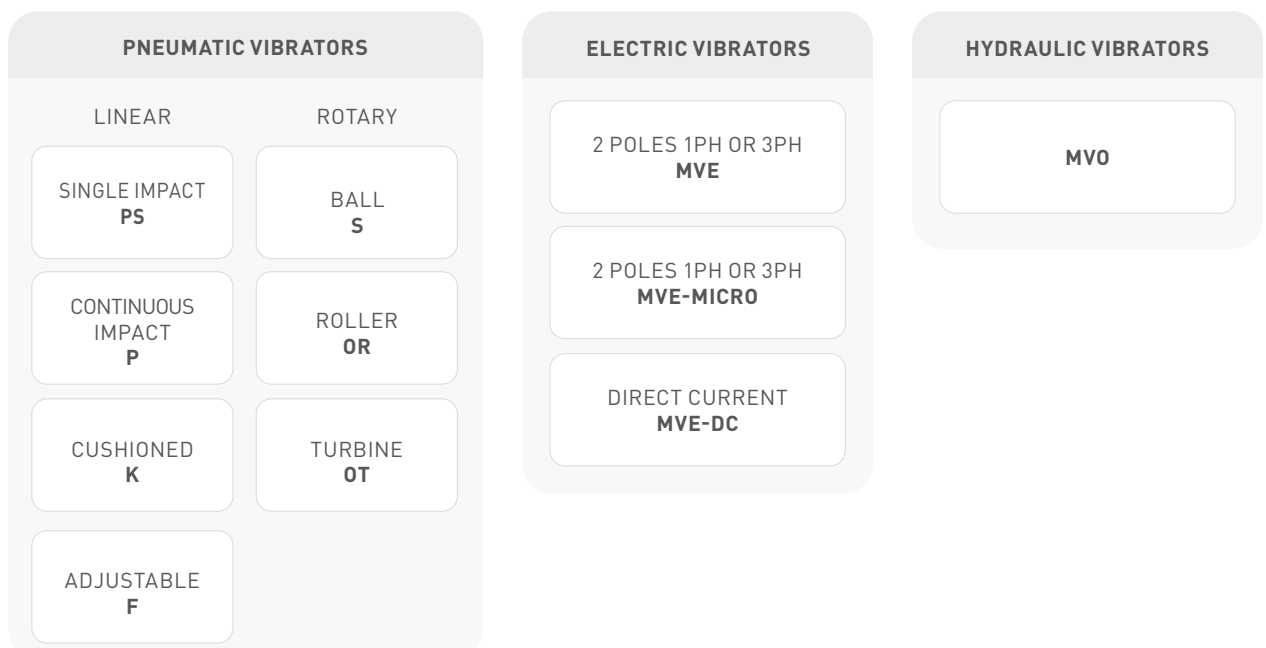 PNEUMATIC VIBRATORS
LINEAR
SINGLE IMPACT
PS
CONTINUOUS
IMPACT
P
CUSHIONED
K
ADJUSTABLE
F
ROTARY
BALL
S
ROLLER
OR
TURBINE
OT
ELECTRIC VIBRATORS
2 POLES 1PH OR 3PH
MVE
2 POLES 1PH OR 3PH
MVE-MICRO
DIRECT CURRENT
MVE-DC
HYDRAULIC VIBRATORS
MVO